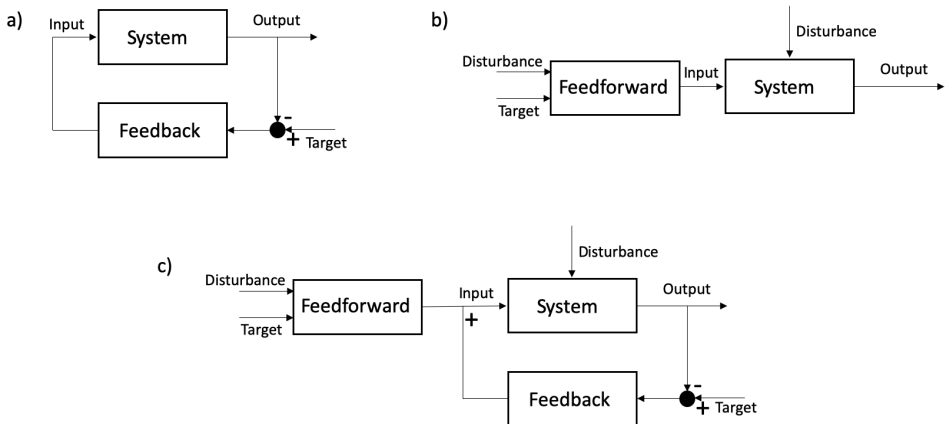 a)
Input
System
Output
Feedback
-
+
Target
b)
Disturbance
Disturbance
Feedforward
Target
Input
System
Output
c)
Disturbance
Disturbance
Feedforward
Target
Input
+
System
Output
Feedback
-
+
Target